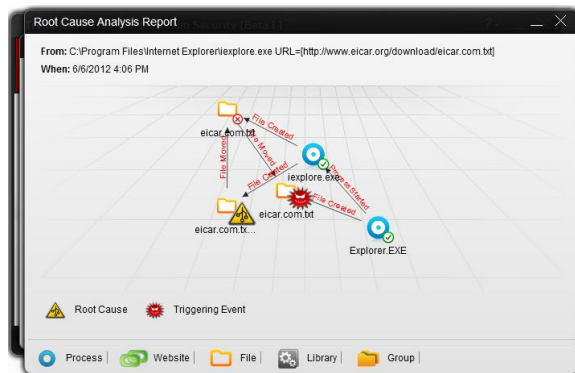 Root Cause Analysis Report
From: C:\Program Files\Internet Explorer\iexplore.exe URL=[http://www.eicar.org/download/eicar.com.txt]
When: 6/6/2012 4:06 PM
eicar.com.txt
File Created
File Moved
iexplore.exe
File Moved
File Created
Process Started
eicar.com.txt
File Created
eicar.com.tx...
Explorer.EXE
Root Cause
Triggering Event
Process
Website
File
Library
Group